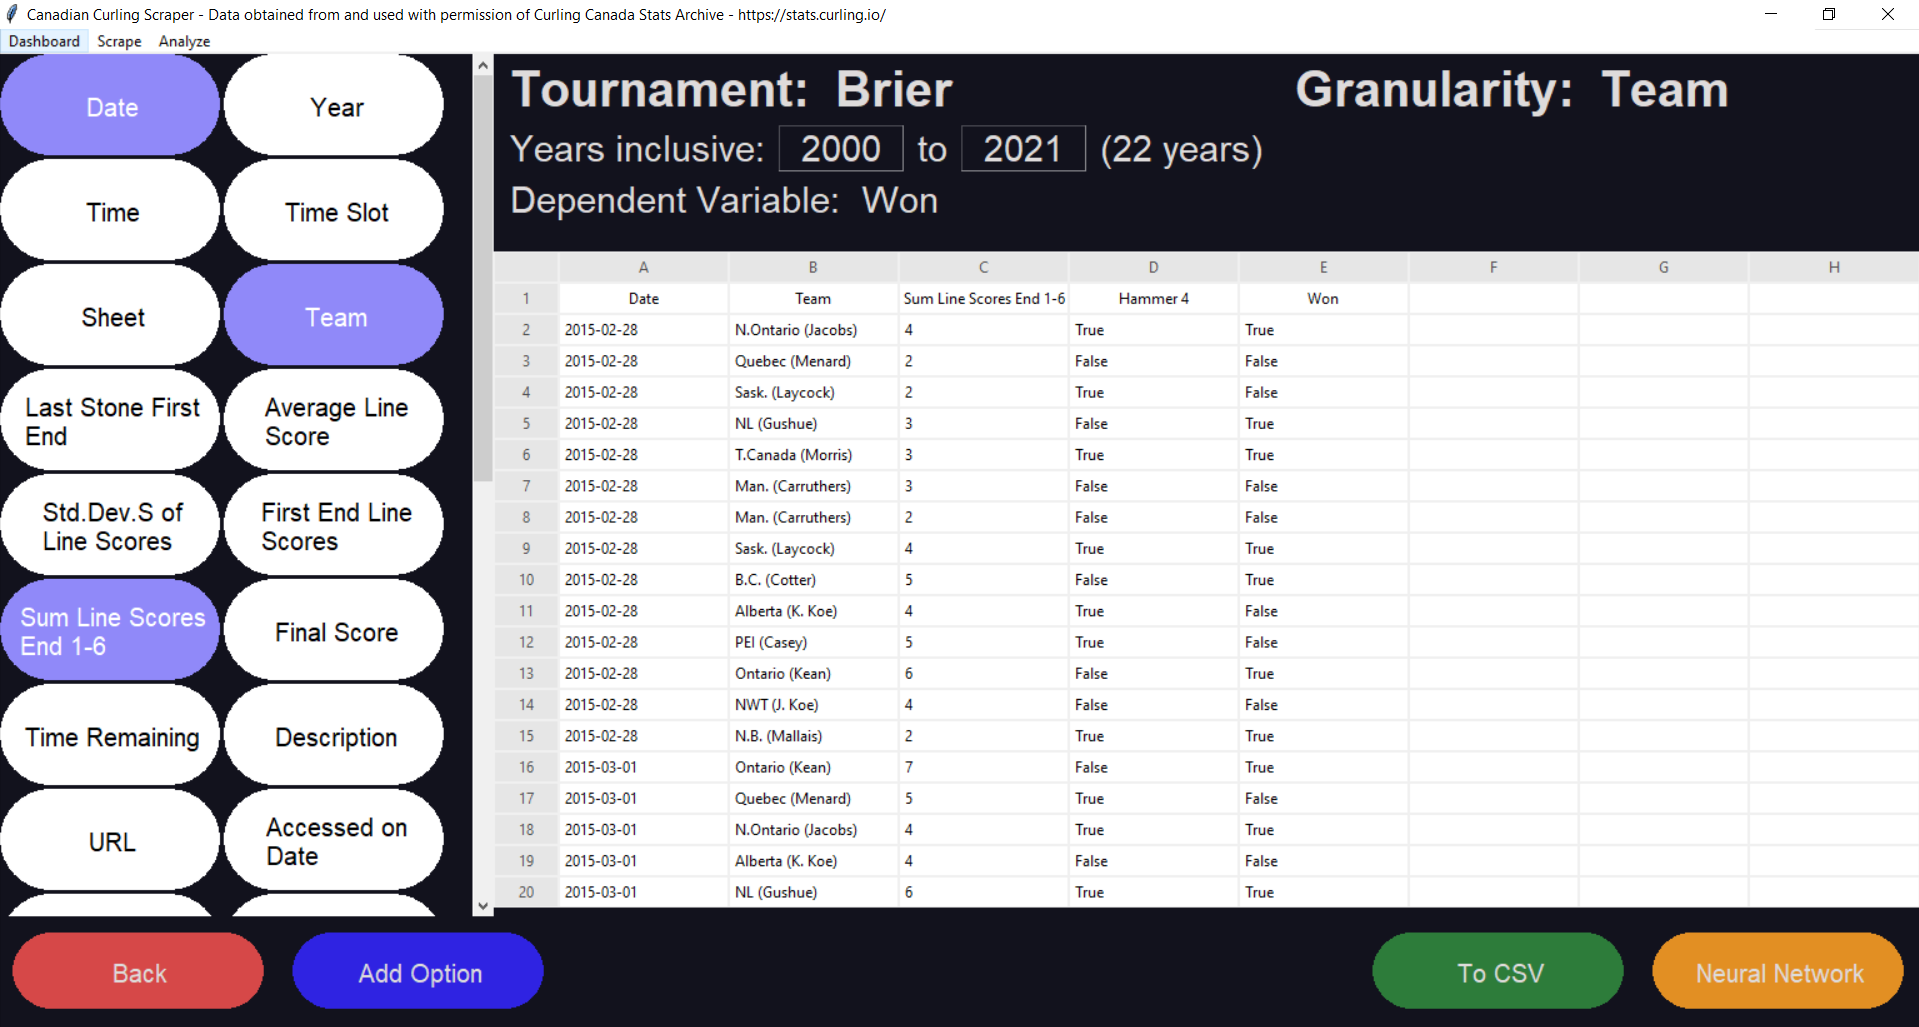 Canadian Curling Scraper - Data obtained from and used with permission of Curling Canada Stats Archive - https://stats.curling.io/
Dashboard Scrape Analyze
Date Year
Time Time Slot
Sheet Team
Last Stone First End
Average Line Score
Std.Dev.S of Line Scores
First End Line Scores
Sum Line Scores End 1-6
Final Score
Time Remaining Description
URL
Accessed on Date
Tournament: Brier Granularity: Team
Years inclusive: 2000 to 2021 (22 years)
Dependent Variable: Won
A B C D E F G H
1 Date Team Sum Line Scores End 1-6 Hammer 4 Won
2 2015-02-28 N.Ontario (Jacobs) 4 True True
3 2015-02-28 Quebec (Menard) 2 False False
4 2015-02-28 Sask. (Laycock) 2 True False
5 2015-02-28 NL (Gushue) 3 False True
6 2015-02-28 T.Canada (Morris) 3 True True
7 2015-02-28 Man. (Carruthers) 3 False False
8 2015-02-28 Man. (Carruthers) 2 False False
9 2015-02-28 Sask. (Laycock) 4 True True
10 2015-02-28 B.C. (Cotter) 5 False True
11 2015-02-28 Alberta (K. Koe) 4 True False
12 2015-02-28 PEI (Casey) 5 True False
13 2015-02-28 Ontario (Kean) 6 False True
14 2015-02-28 NWT (J. Koe) 4 False False
15 2015-02-28 N.B. (Mallais) 2 True True
16 2015-03-01 Ontario (Kean) 7 False True
17 2015-03-01 Quebec (Menard) 5 True False
18 2015-03-01 N.Ontario (Jacobs) 4 True True
19 2015-03-01 Alberta (K. Koe) 4 False False
20 2015-03-01 NL (Gushue) 6 True True
Back Add Option To CSV Neural Network